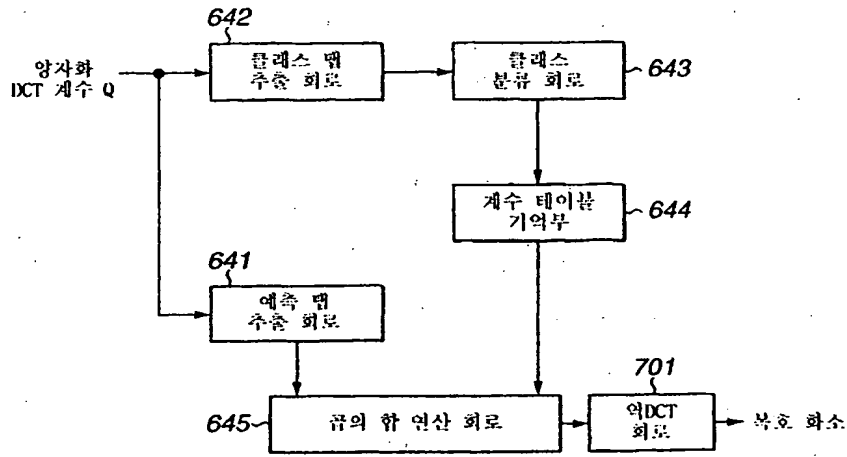 642
양자화
DCT 계수 Q
클래스 탭
추출 회로
클래스
분류 회로
643
계수 테이블
기억부
644
641
예측 탭
추출 회로
645
곱의 합 연산 회로
701
역DCT
회로
복호 화소